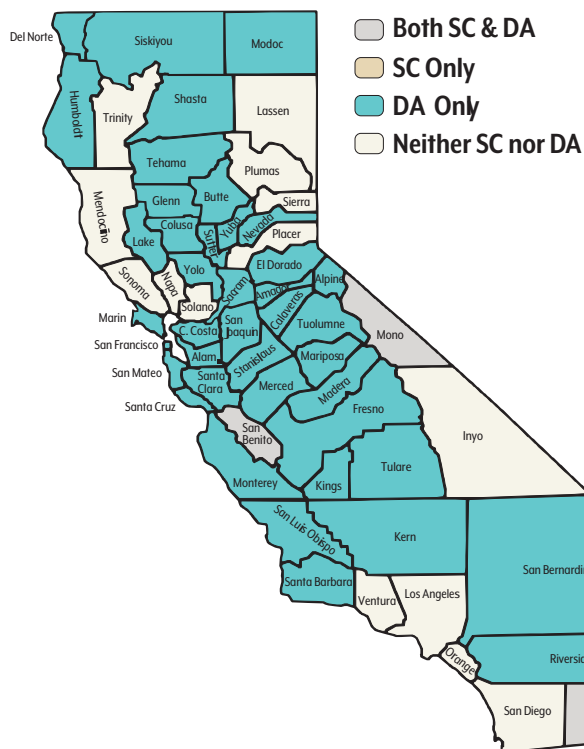 Both SC & DA
SC Only
DA Only
Neither SC nor DA
Del Norte
Siskiyou
Modoc
Humboldt
Trinity
Shasta
Lassen
Tehama
Plumas
Mendocino
Glenn
Butte
Sierra
Lake
Colusa
Sutter
Yuba
Nevada
Placer
Sonoma
Napa
Yolo
Solano
Sacram
El Dorado
Amador
Alpine
Calaveras
Marin
C. Costa
San
Joaquin
Tuolumne
Mono
San Francisco
Alam
Stanislaus
Mariposa
San Mateo
Santa
Clara
Merced
Madera
Santa Cruz
Fresno
San
Benito
Inyo
Monterey
Kings
Tulare
San Luis Obispo
Kern
San Bernardin
Santa Barbara
Ventura
Los Angeles
Orange
Riversid
San Diego